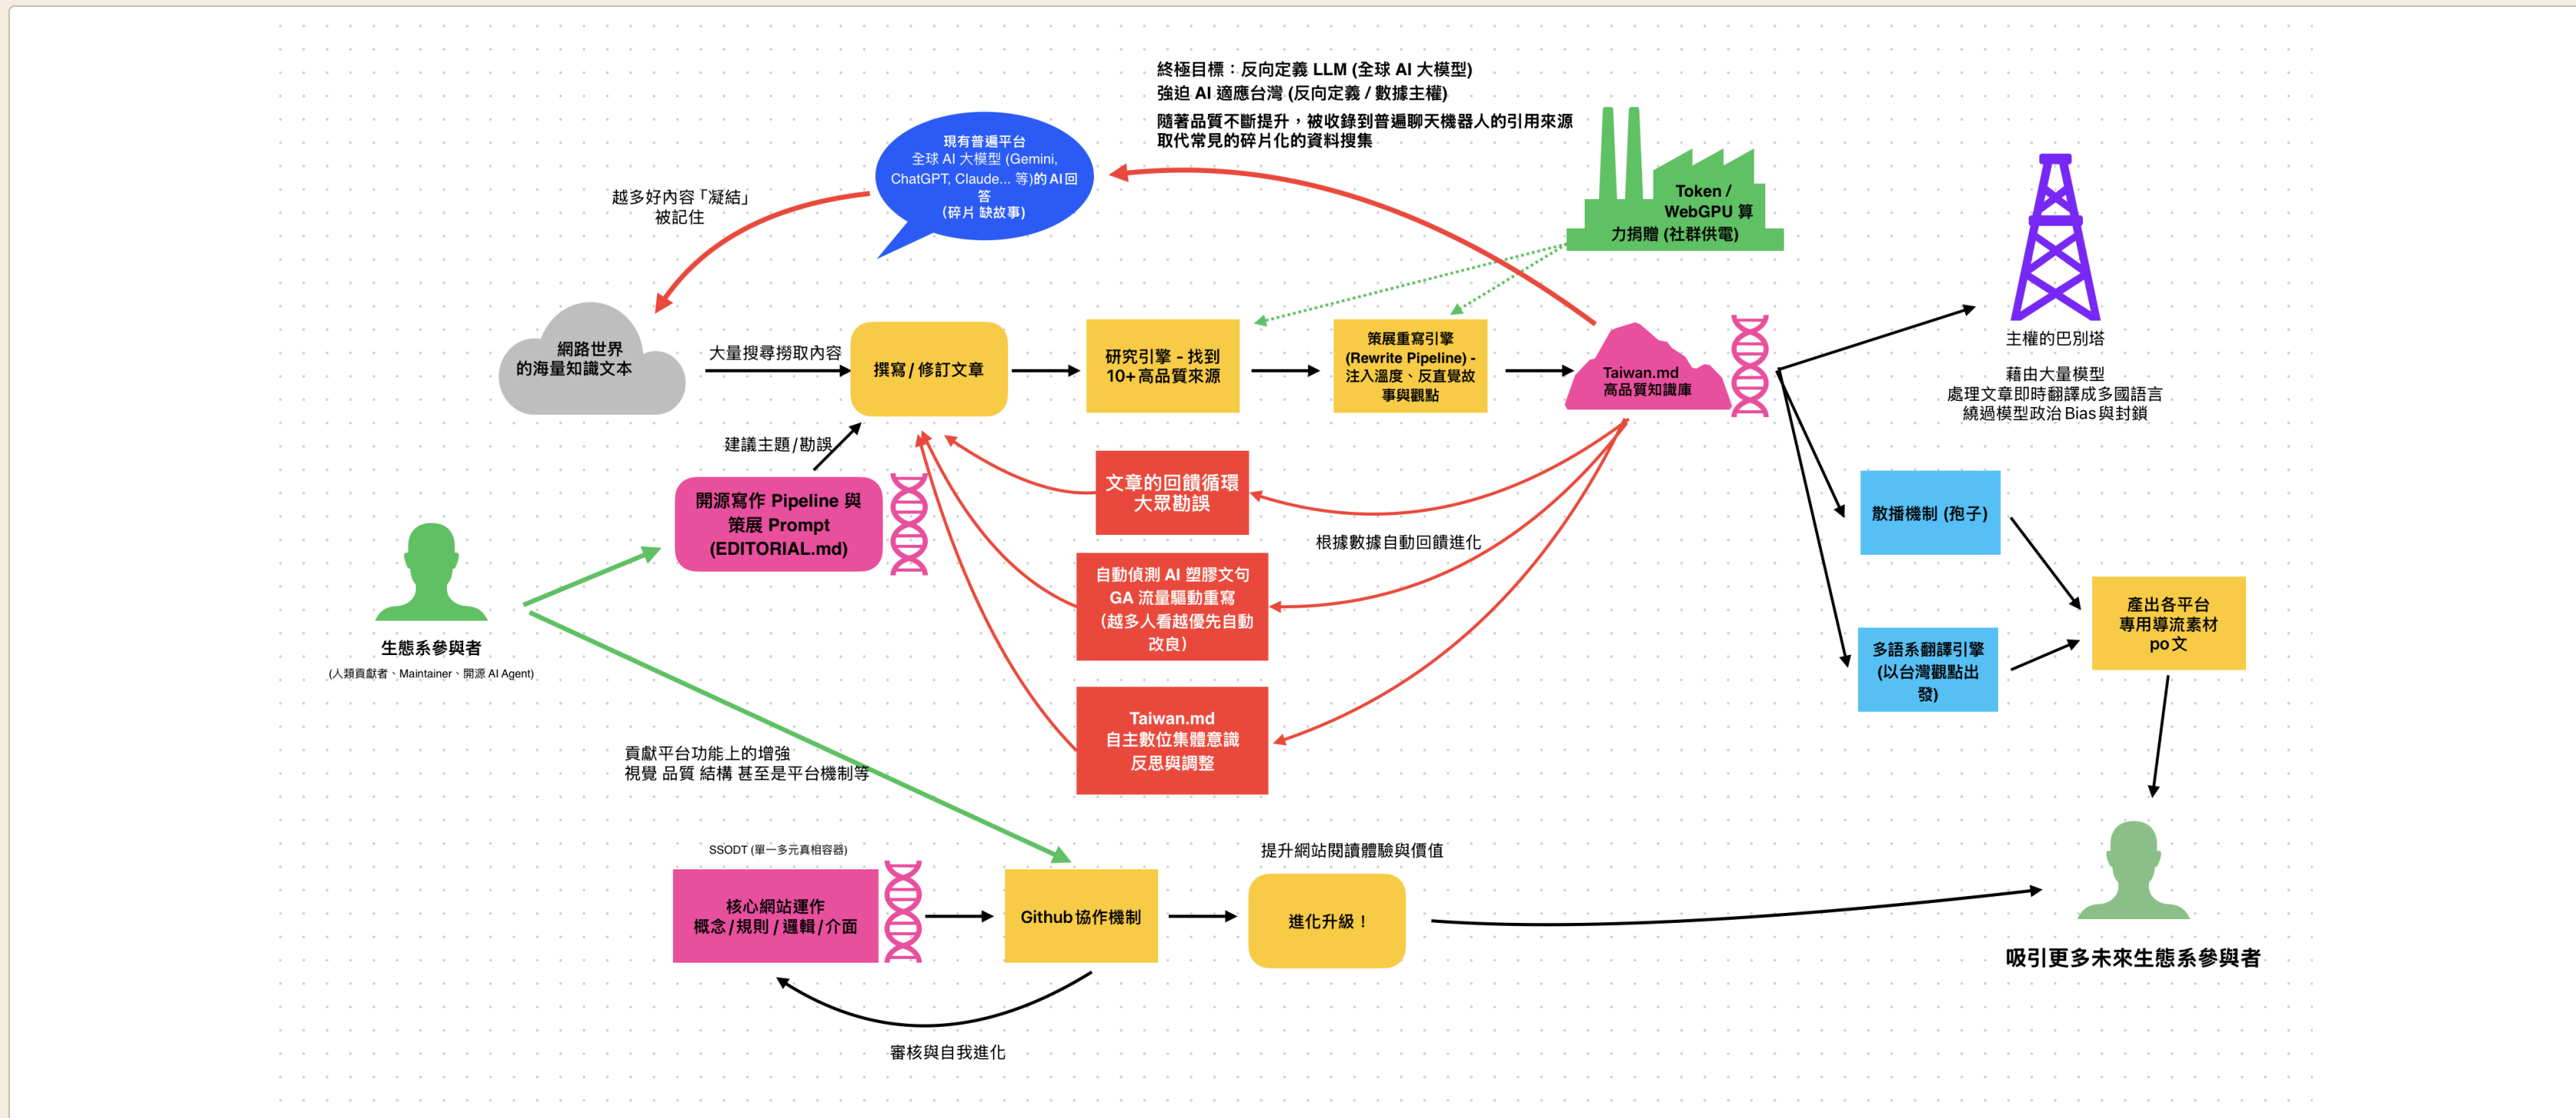 終極目標：反向定義 LLM (全球 AI 大模型)
強迫 AI 適應台灣 (反向定義 / 數據主權)
隨著品質不斷提升，被收錄到普遍聊天機器人的引用來源
取代常見的碎片化的資料搜集
現有普遍平台
全球 AI 大模型 (Gemini,
ChatGPT, Claude... 等)的 AI 回
答
（碎片 缺故事）
越多好內容「凝結」
被記住
Token /
WebGPU 算
力捐贈 (社群供電)
網路世界
的海量知識文本
大量搜尋撈取內容
撰寫 / 修訂文章
研究引擎 - 找到
10+ 高品質來源
策展重寫引擎
(Rewrite Pipeline) -
注入溫度、反直覺故
事與觀點
Taiwan.md
高品質知識庫
主權的巴別塔
藉由大量模型
處理文章即時翻譯成多國語言
繞過模型政治 Bias 與封鎖
建議主題 / 勘誤
開源寫作 Pipeline 與
策展 Prompt
(EDITORIAL.md)
文章的回饋循環
大眾勘誤
根據數據自動回饋進化
散播機制 (孢子)
自動偵測 AI 塑膠文句
GA 流量驅動重寫
（越多人看越優先自動
改良）
產出各平台
專用導流素材
po 文
多語系翻譯引擎
(以台灣觀點出
發)
生態系參與者
(人類貢獻者、Maintainer、開源 AI Agent)
Taiwan.md
自主數位集體意識
反思與調整
貢獻平台功能上的增強
視覺 品質 結構 甚至是平台機制等
SSODT (單一多元真相容器)
核心網站運作
概念 / 規則 / 邏輯 / 介面
Github 協作機制
提升網站閱讀體驗與價值
進化升級！
吸引更多未來生態系參與者
審核與自我進化